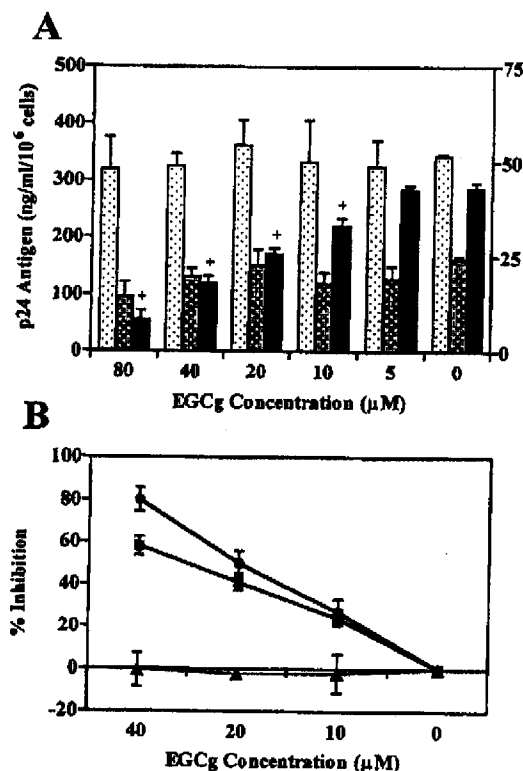 A
500
400
300
200
100
0
p24 Antigen (ng/ml/10⁶ cells)
75
50
25
0
+ + + +
80 40 20 10 5 0
EGCg Concentration (μM)
B
100
80
60
40
20
0
-20
% Inhibition
40 20 10 0
EGCg Concentration (μM)